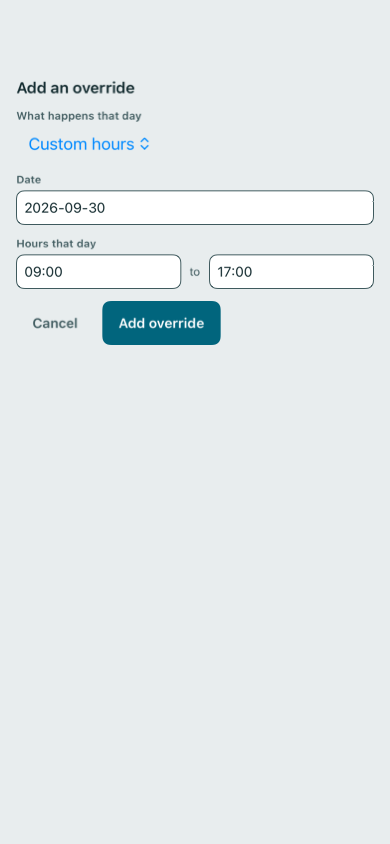 Add an override
What happens that day
Custom hours
Date
2026-09-30
Hours that day
09:00 to 17:00
Cancel Add override